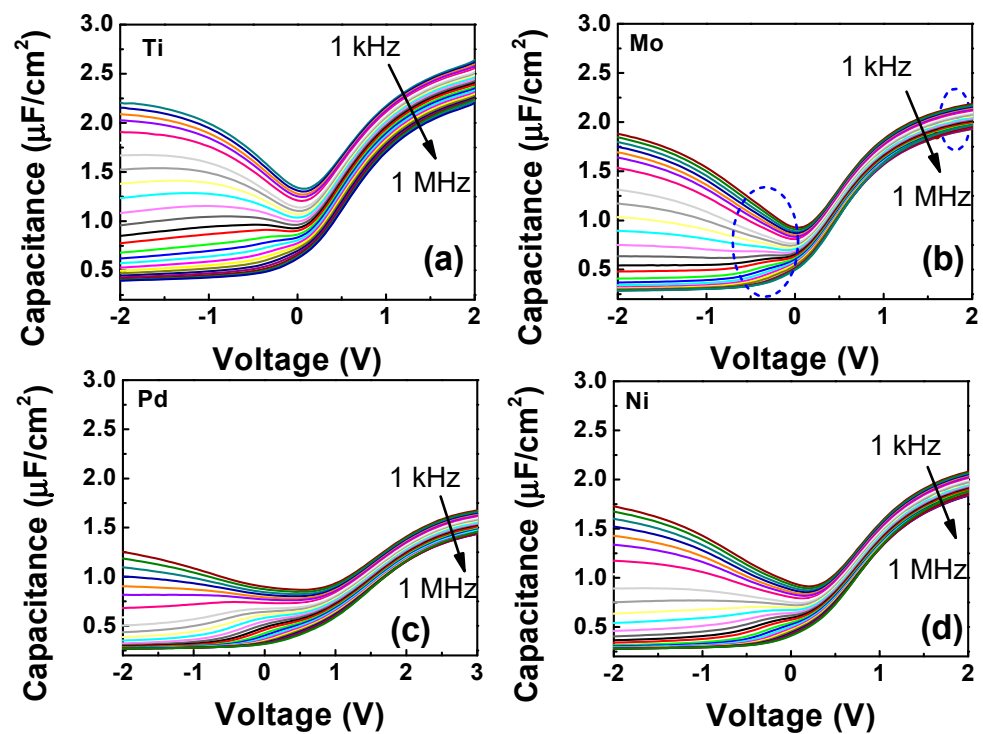 Capacitance (μF/cm²)
3.0
2.5
2.0
1.5
1.0
0.5
Ti
1 kHz
1 MHz
(a)
-2 -1 0 1 2
Voltage (V)
Capacitance (μF/cm²)
3.0
2.5
2.0
1.5
1.0
0.5
Mo
1 kHz
1 MHz
(b)
-2 -1 0 1 2
Voltage (V)
Capacitance (μF/cm²)
3.0
2.5
2.0
1.5
1.0
0.5
Pd
1 kHz
1 MHz
(c)
-2 -1 0 1 2 3
Voltage (V)
Capacitance (μF/cm²)
3.0
2.5
2.0
1.5
1.0
0.5
Ni
1 kHz
1 MHz
(d)
-2 -1 0 1 2
Voltage (V)